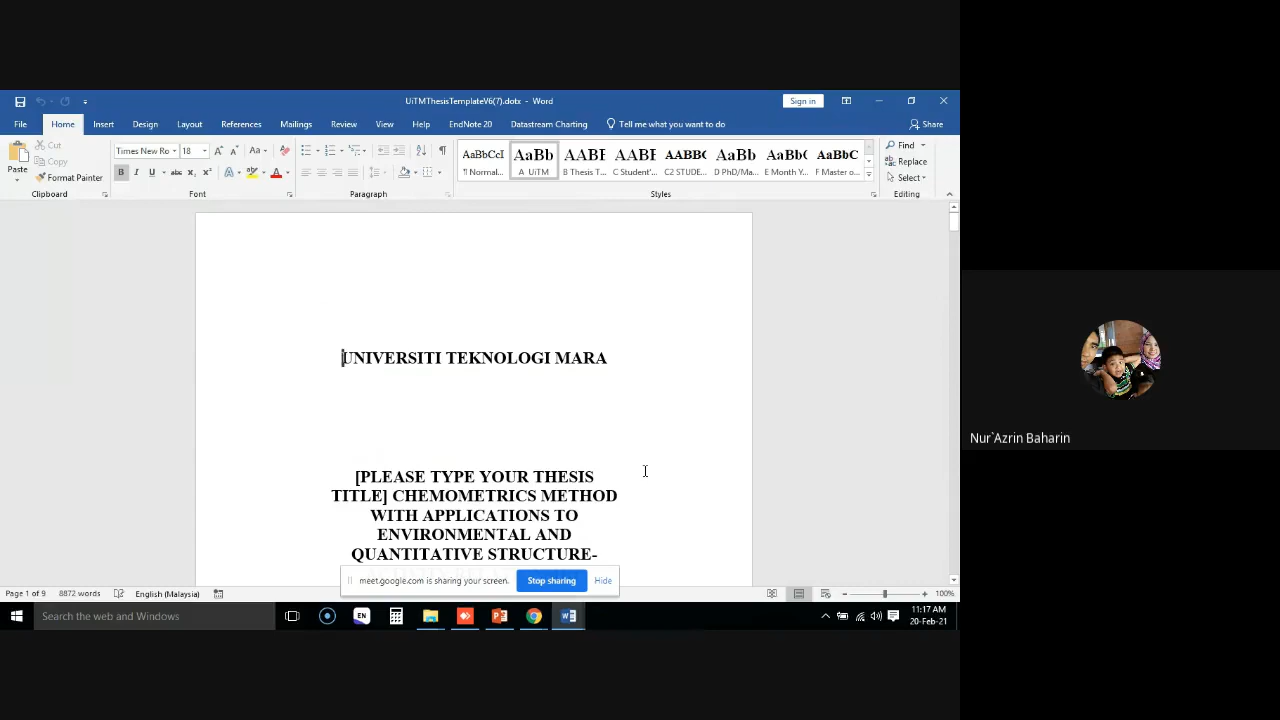 UiTMThesisTemplateV6(7).dotx - Word
Sign in
File Home Insert Design Layout References Mailings Review View Help EndNote 20 Datastream Charting Tell me what you want to do Share
Paste
Cut
Copy
Format Painter
Times New Ro 18
AaBbCcI AaBb AABE AABE AABB( AaBb AaBb( AaBbC
¶ Normal... A UiTM B Thesis T... C Student'... C2 STUDE... D PhD/Ma... E Month Y... F Master o...
Find
Replace
Select
Clipboard Font Paragraph Styles Editing
UNIVERSITI TEKNOLOGI MARA
[PLEASE TYPE YOUR THESIS
TITLE] CHEMOMETRICS METHOD
WITH APPLICATIONS TO
ENVIRONMENTAL AND
QUANTITATIVE STRUCTURE-
meet.google.com is sharing your screen. Stop sharing Hide
Page 1 of 9 8872 words English (Malaysia) 100%
Search the web and Windows
EN
11:17 AM
20-Feb-21
Nur`Azrin Baharin